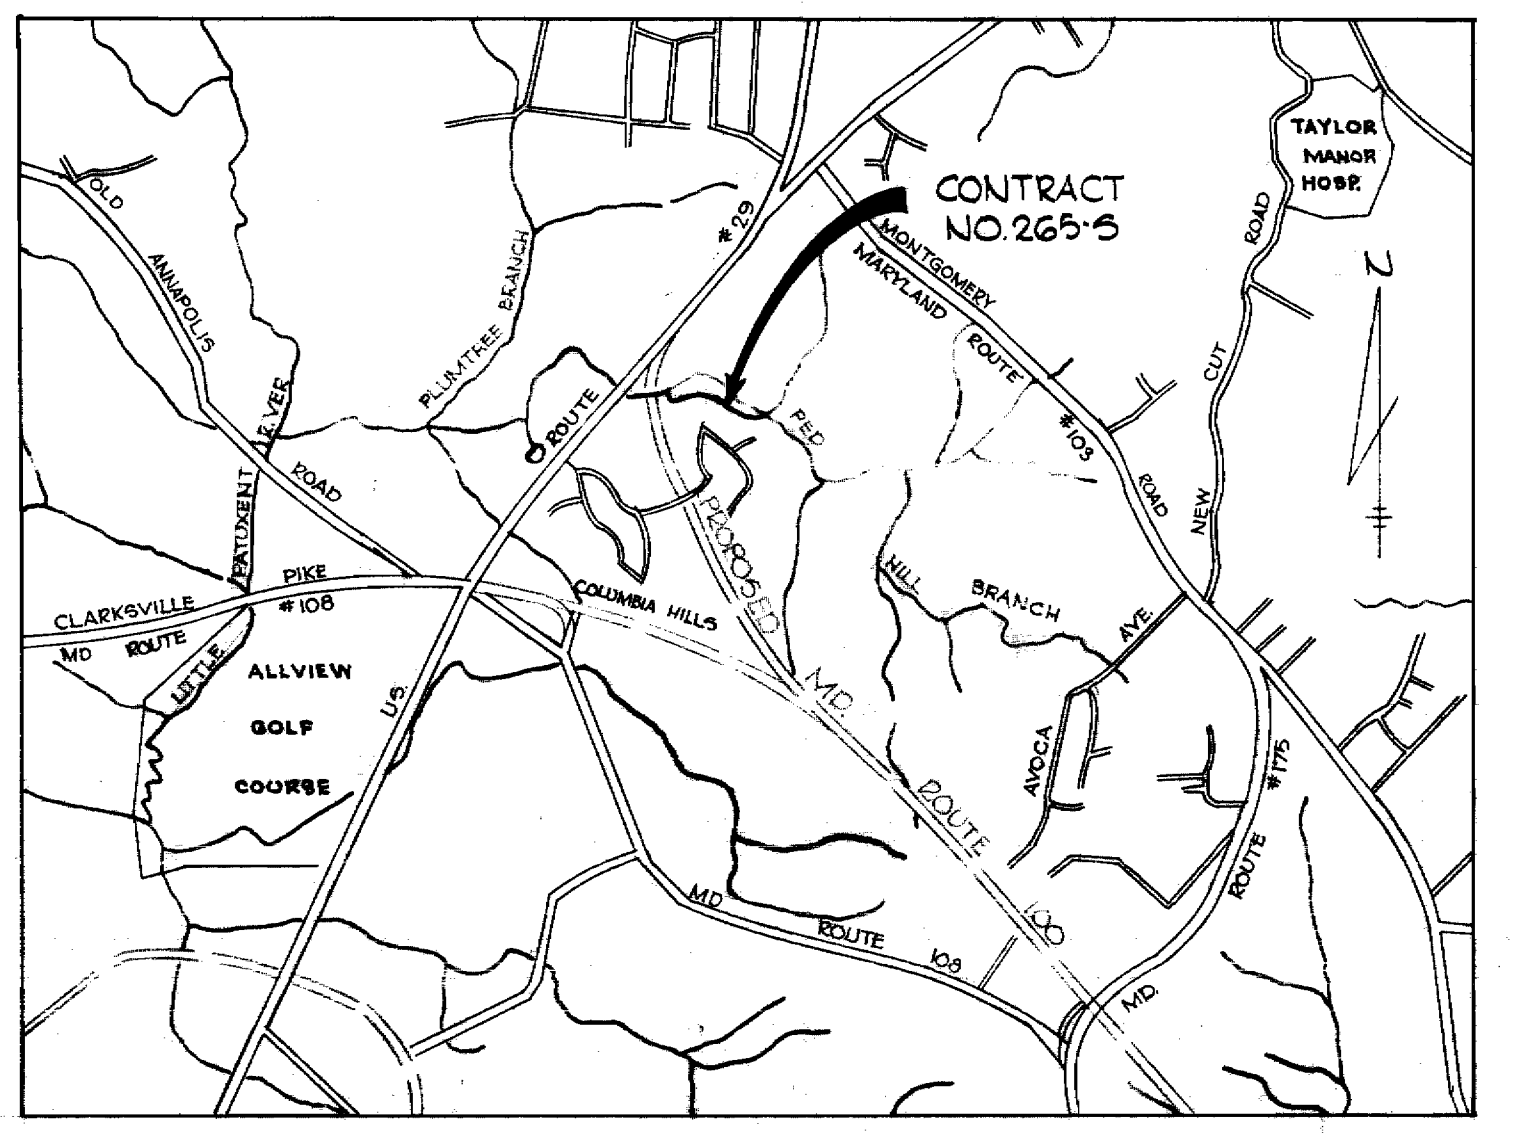 TAYLOR
MANOR
HOSP.
CONTRACT
NO. 265-S
OLD
ANNAPOLIS
ROAD
PLUMTREE BRANCH
#29
MONTGOMERY
MARYLAND
ROUTE
#103
ROAD
NEW
CUT
ROAD
N
ROUTE
U.S.
RED
HILL
BRANCH
PATUXENT
RIVER
LITTLE
CLARKSVILLE
PIKE
MD ROUTE
#108
COLUMBIA HILLS
ALLVIEW
GOLF
COURSE
PROPOSED
MD.
ROUTE
100
AVOCA
AVE.
MD.
ROUTE
#175
MD
ROUTE
108